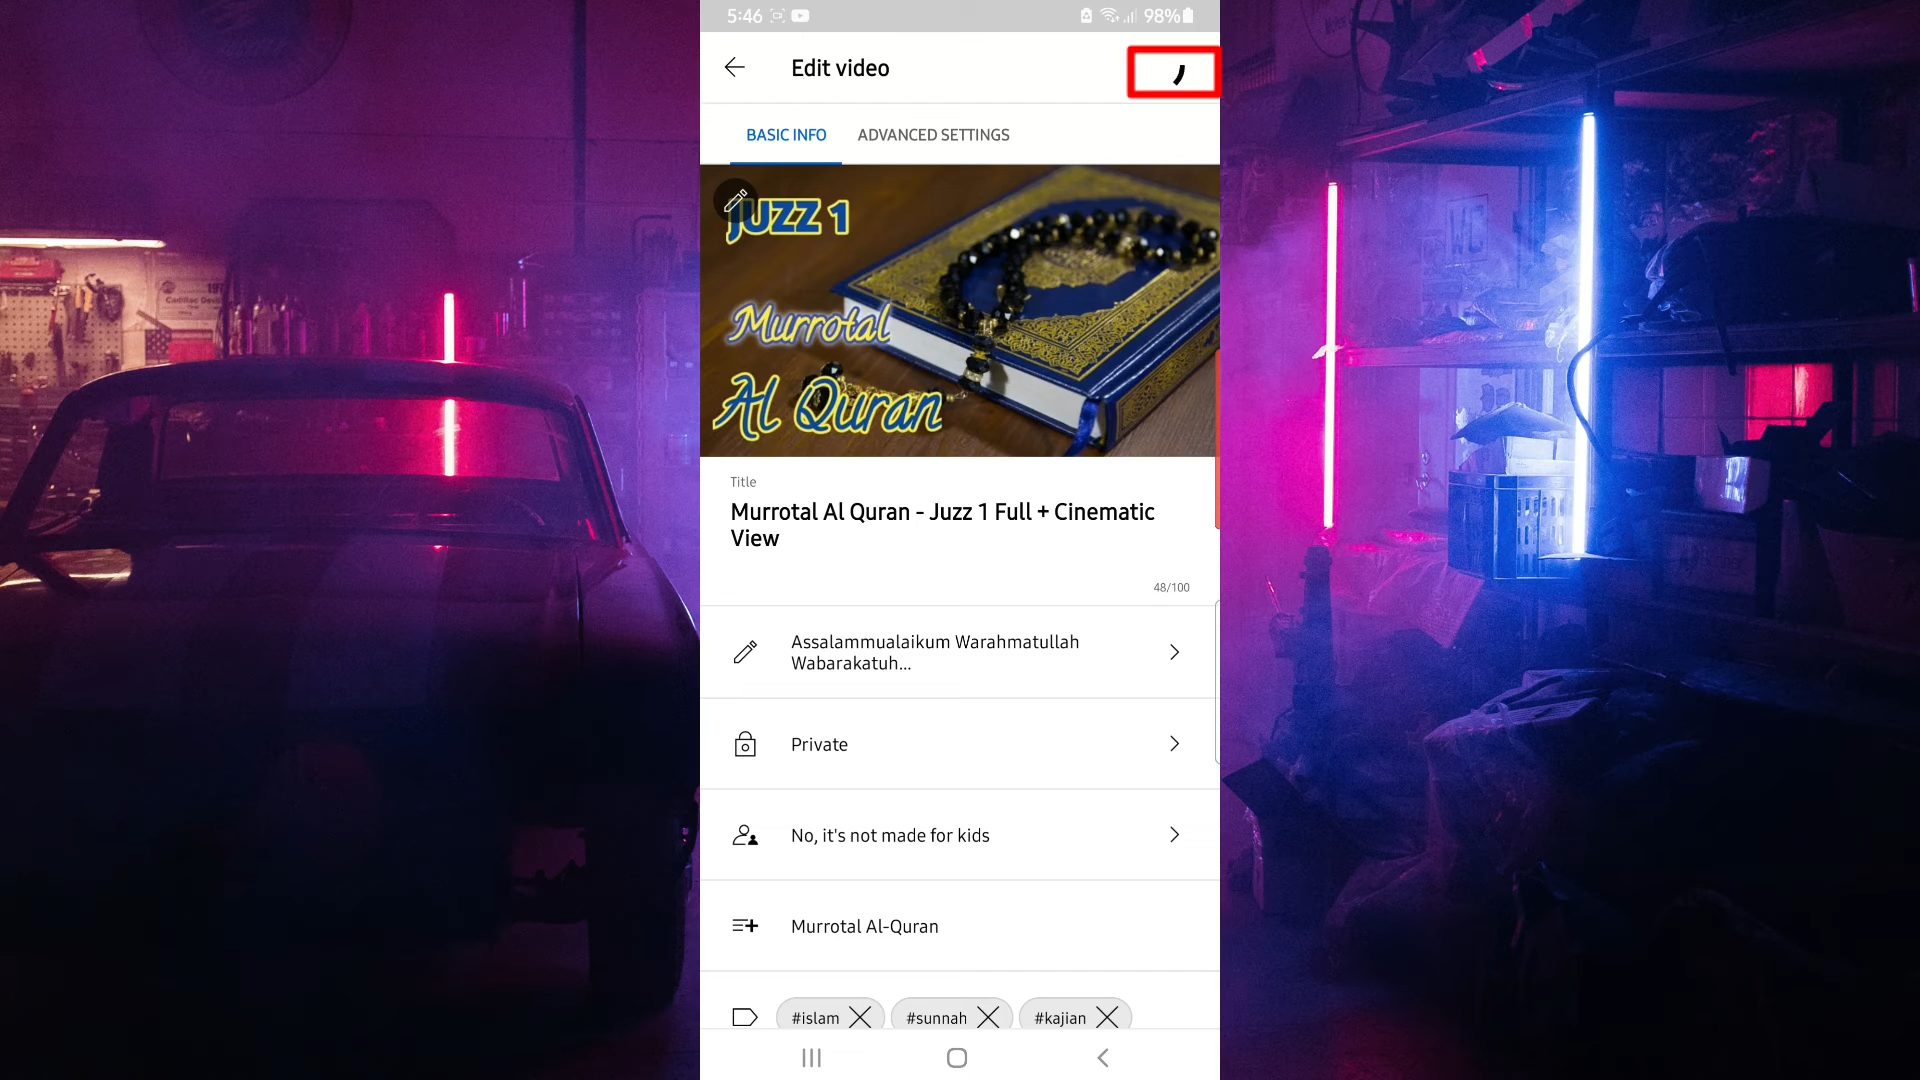 5:46
98%
Edit video
BASIC INFO
ADVANCED SETTINGS
JUZZ 1
Murrotal
Al Quran
Title
Murrotal Al Quran - Juzz 1 Full + Cinematic
View
48/100
Assalammualaikum Warahmatullah
Wabarakatuh...
Private
No, it's not made for kids
Murrotal Al-Quran
#islam
#sunnah
#kajian